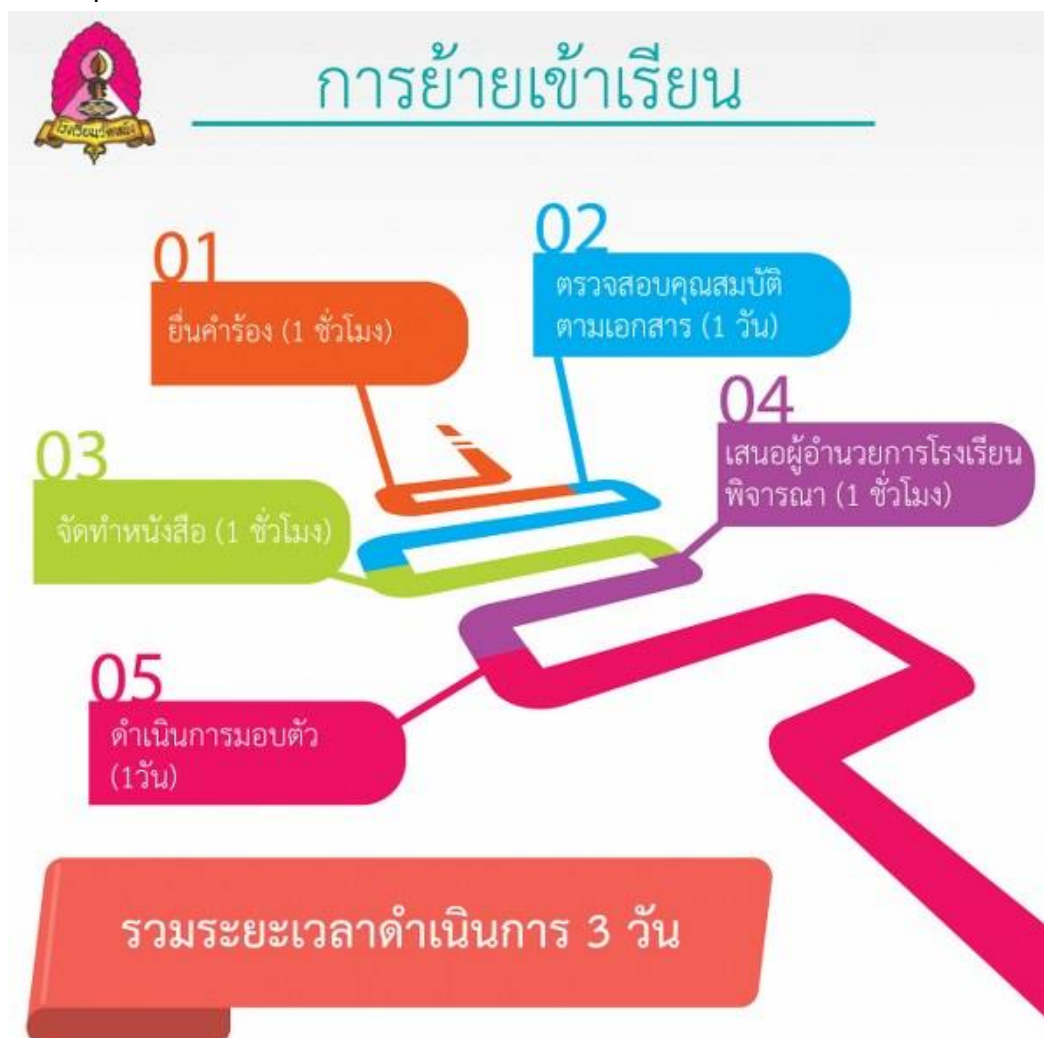 การย้ายเข้าเรียน
01
ยื่นคำร้อง (1 ชั่วโมง)
02
ตรวจสอบคุณสมบัติ
ตามเอกสาร (1 วัน)
03
จัดทำหนังสือ (1 ชั่วโมง)
04
เสนอผู้อำนวยการโรงเรียน
พิจารณา (1 ชั่วโมง)
05
ดำเนินการมอบตัว
(1วัน)
รวมระยะเวลาดำเนินการ 3 วัน